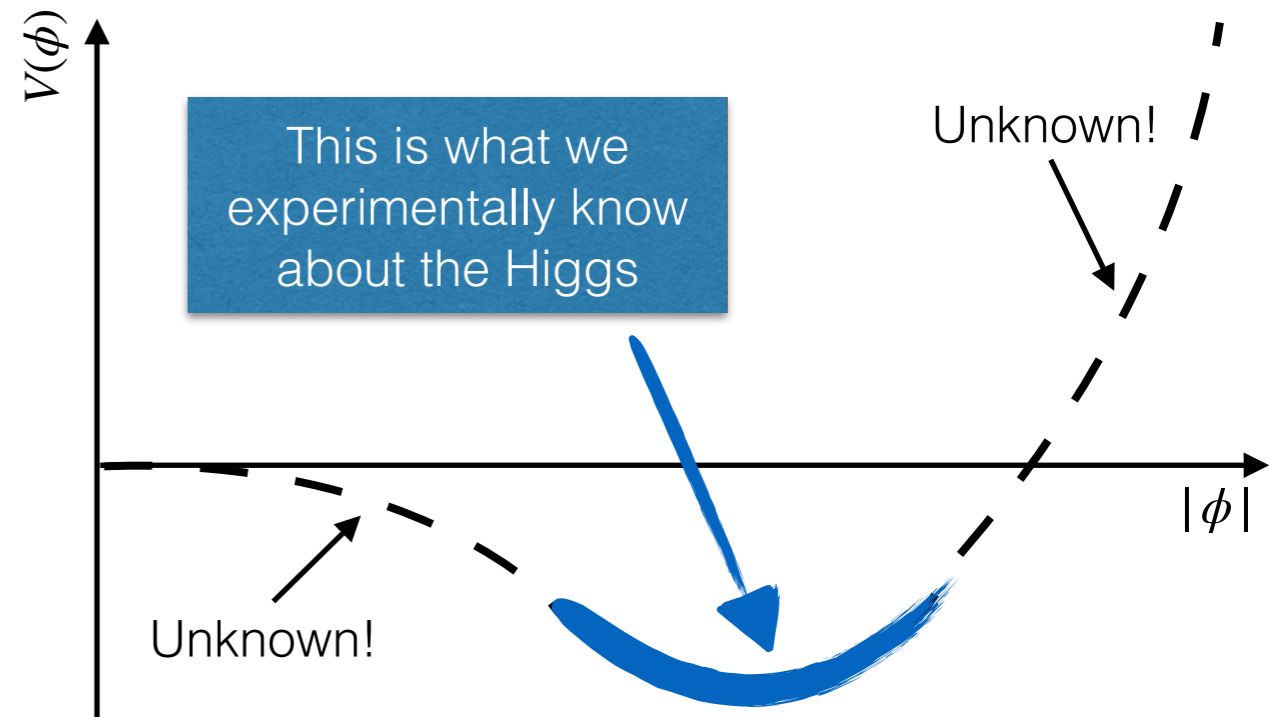 V(ϕ)
This is what we
experimentally know
about the Higgs
Unknown!
|ϕ|
Unknown!